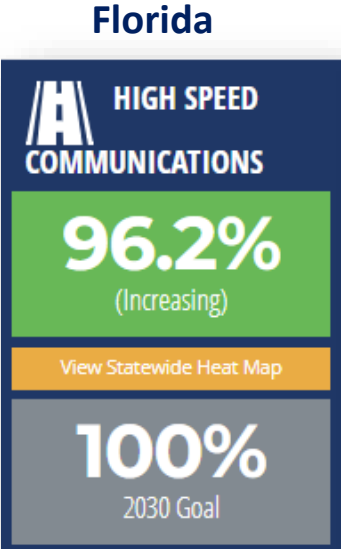 Florida
HIGH SPEED
COMMUNICATIONS
96.2%
(Increasing)
View Statewide Heat Map
100%
2030 Goal